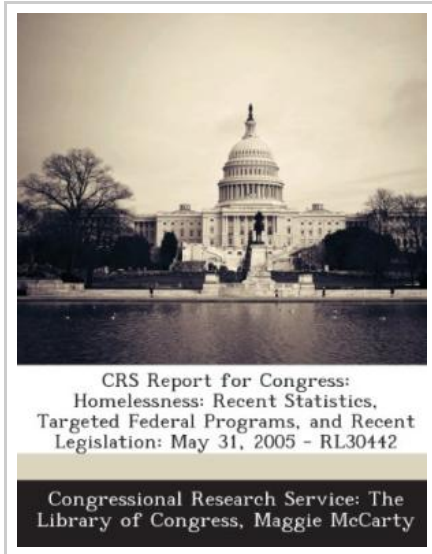 CRS Report for Congress:
Homelessness: Recent Statistics,
Targeted Federal Programs, and Recent
Legislation: May 31, 2005 - RL30442
Congressional Research Service: The
Library of Congress, Maggie McCarty